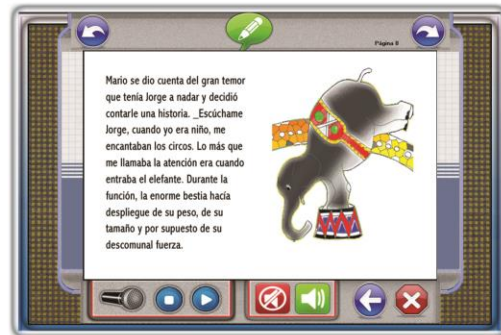 Página 8
Mario se dio cuenta del gran temor
que tenía Jorge a nadar y decidió
contarle una historia. _Escúchame
Jorge, cuando yo era niño, me
encantaban los circos. Lo más que
me llamaba la atención era cuando
entraba el elefante. Durante la
función, la enorme bestia hacía
despliegue de su peso, de su
tamaño y por supuesto de su
descomunal fuerza.